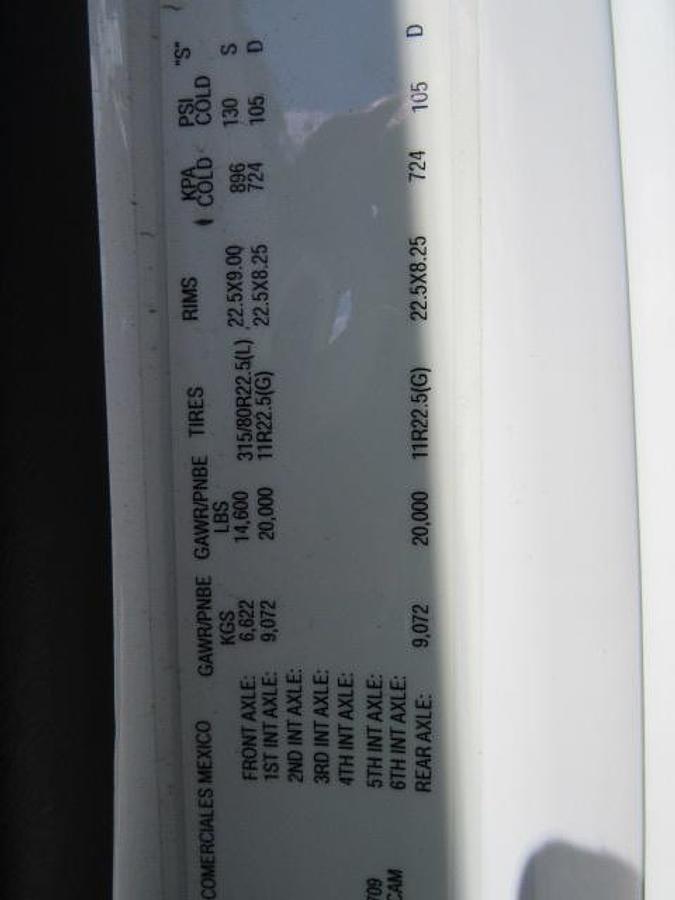 COMERCIALES MEXICO GAWR/PNBE GAWR/PNBE TIRES RIMS KPA PSI "S"
KGS LBS COLD COLD
FRONT AXLE: 6,622 14,600 315/80R22.5(L) 22.5X9.00 896 130 S
1ST INT AXLE: 9,072 20,000 11R22.5(G) 22.5X8.25 724 105 D
2ND INT AXLE:
3RD INT AXLE:
4TH INT AXLE:
5TH INT AXLE:
6TH INT AXLE:
REAR AXLE: 9,072 20,000 11R22.5(G) 22.5X8.25 724 105 D